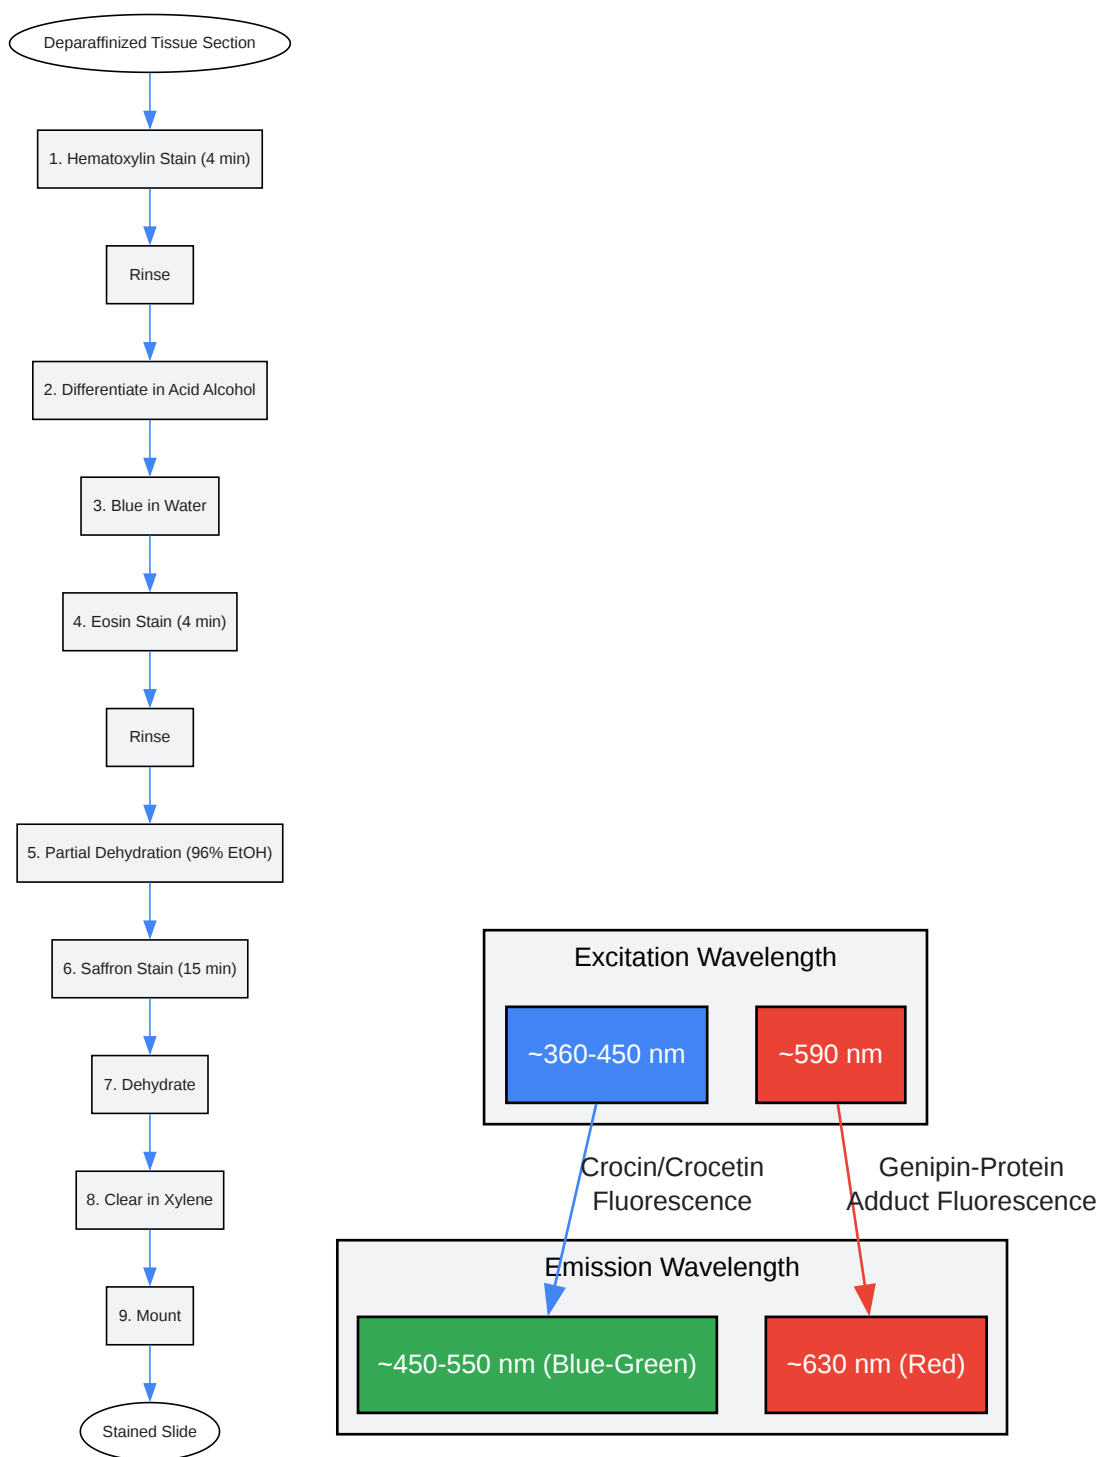 Deparaffinized Tissue Section
1. Hematoxylin Stain (4 min)
Rinse
2. Differentiate in Acid Alcohol
3. Blue in Water
4. Eosin Stain (4 min)
Rinse
5. Partial Dehydration (96% EtOH)
6. Saffron Stain (15 min)
7. Dehydrate
8. Clear in Xylene
9. Mount
Stained Slide
Excitation Wavelength
~360-450 nm
~590 nm
Crocin/Crocetin
Fluorescence
Genipin-Protein
Adduct Fluorescence
Emission Wavelength
~450-550 nm (Blue-Green)
~630 nm (Red)